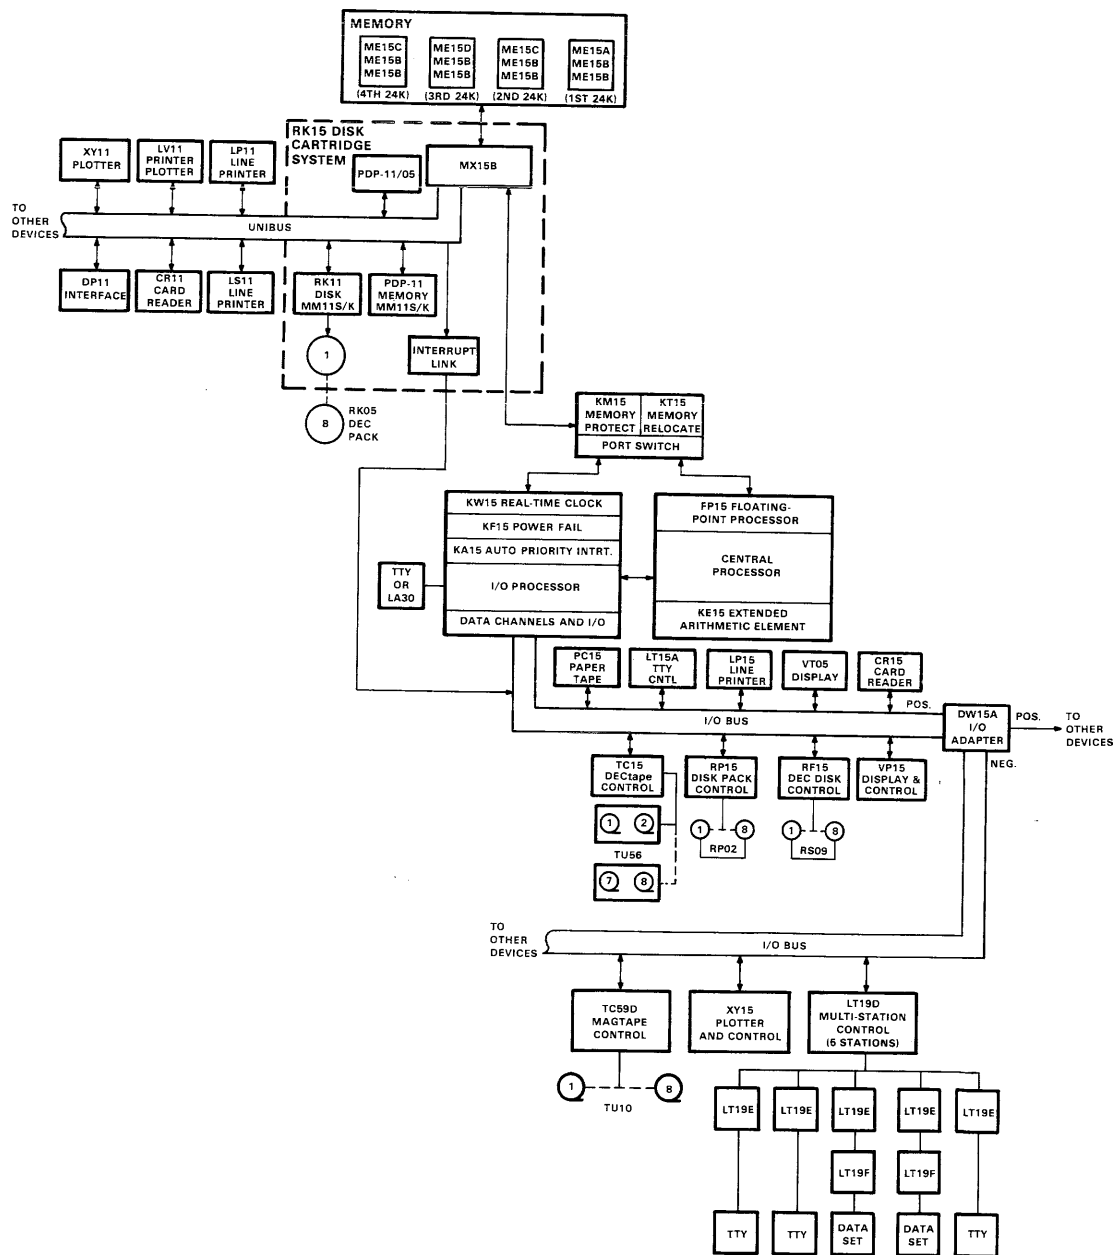 MEMORY
ME15C
ME15B
ME15B
(4TH 24K)
ME15D
ME15B
ME15B
(3RD 24K)
ME15C
ME15B
ME15B
(2ND 24K)
ME15A
ME15B
ME15B
(1ST 24K)
RK15 DISK
CARTRIDGE
SYSTEM
PDP-11/05
MX15B
XY11
PLOTTER
LV11
PRINTER
PLOTTER
LP11
LINE
PRINTER
TO
OTHER
DEVICES
UNIBUS
DP11
INTERFACE
CR11
CARD
READER
LS11
LINE
PRINTER
RK11
DISK
MM11S/K
PDP-11
MEMORY
MM11S/K
INTERRUPT
LINK
1
8
RK05
DEC
PACK
KM15
MEMORY
PROTECT
KT15
MEMORY
RELOCATE
PORT SWITCH
KW15 REAL-TIME CLOCK
KF15 POWER FAIL
KA15 AUTO PRIORITY INTRT.
I/O PROCESSOR
DATA CHANNELS AND I/O
TTY
OR
LA30
FP15 FLOATING-
POINT PROCESSOR
CENTRAL
PROCESSOR
KE15 EXTENDED
ARITHMETIC ELEMENT
PC15
PAPER
TAPE
LT15A
TTY
CNTL
LP15
LINE
PRINTER
VT05
DISPLAY
CR15
CARD
READER
POS.
I/O BUS
DW15A
I/O
ADAPTER
POS.
TO
OTHER
DEVICES
NEG.
TC15
DECtape
CONTROL
RP15
DISK PACK
CONTROL
RF15
DEC DISK
CONTROL
VP15
DISPLAY &
CONTROL
1 2
TU56
7 8
1 8
RP02
1 8
RS09
TO
OTHER
DEVICES
I/O BUS
TC59D
MAGTAPE
CONTROL
XY15
PLOTTER
AND CONTROL
LT19D
MULTI-STATION
CONTROL
(5 STATIONS)
1 8
TU10
LT19E LT19E LT19E LT19E LT19E
LT19F LT19F
TTY
TTY
DATA
SET
DATA
SET
TTY